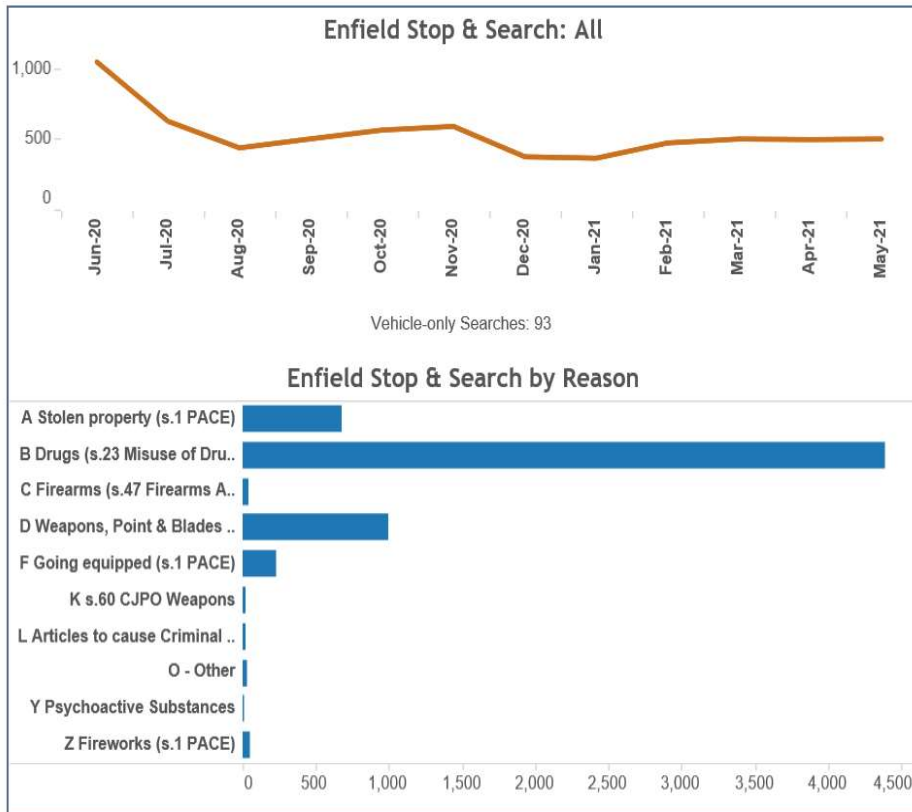 Enfield Stop & Search: All
1,000
500
0
Jun-20
Jul-20
Aug-20
Sep-20
Oct-20
Nov-20
Dec-20
Jan-21
Feb-21
Mar-21
Apr-21
May-21
Vehicle-only Searches: 93
Enfield Stop & Search by Reason
A Stolen property (s.1 PACE)
B Drugs (s.23 Misuse of Dru..
C Firearms (s.47 Firearms A..
D Weapons, Point & Blades ..
F Going equipped (s.1 PACE)
K s.60 CJPO Weapons
L Articles to cause Criminal ..
O - Other
Y Psychoactive Substances
Z Fireworks (s.1 PACE)
0 500 1,000 1,500 2,000 2,500 3,000 3,500 4,000 4,500